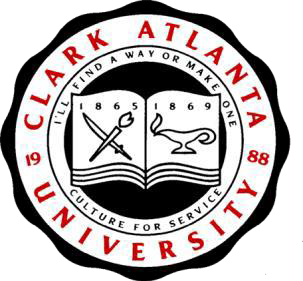 CLARK ATLANTA
UNIVERSITY
19 88
I'LL FIND A WAY OR MAKE ONE
CULTURE FOR SERVICE
1865 1869